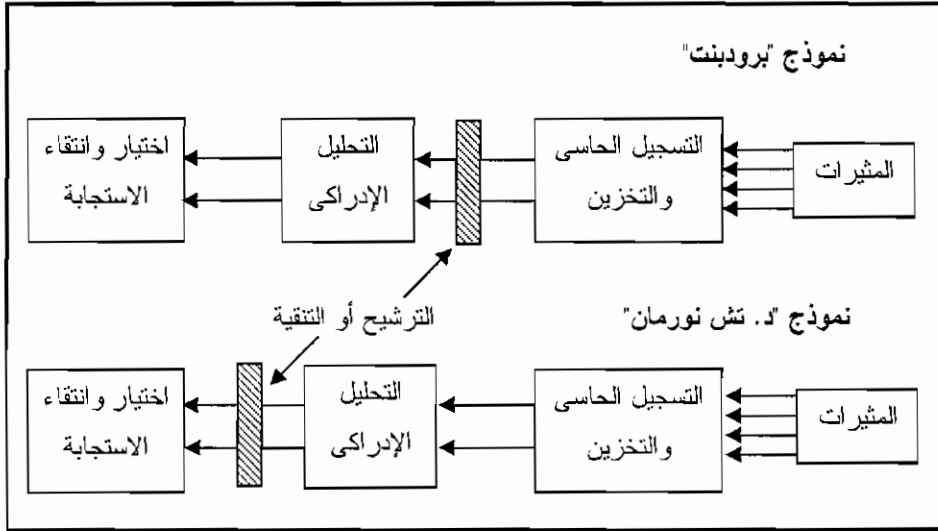 نموذج "برودبنت"
المثيرات
التسجيل الحاسى
والتخزين
التحليل
الإدراكى
اختيار وانتقاء
الاستجابة
الترشيح أو التنقية
نموذج "د. تش نورمان"
المثيرات
التسجيل الحاسى
والتخزين
التحليل
الإدراكى
اختيار وانتقاء
الاستجابة